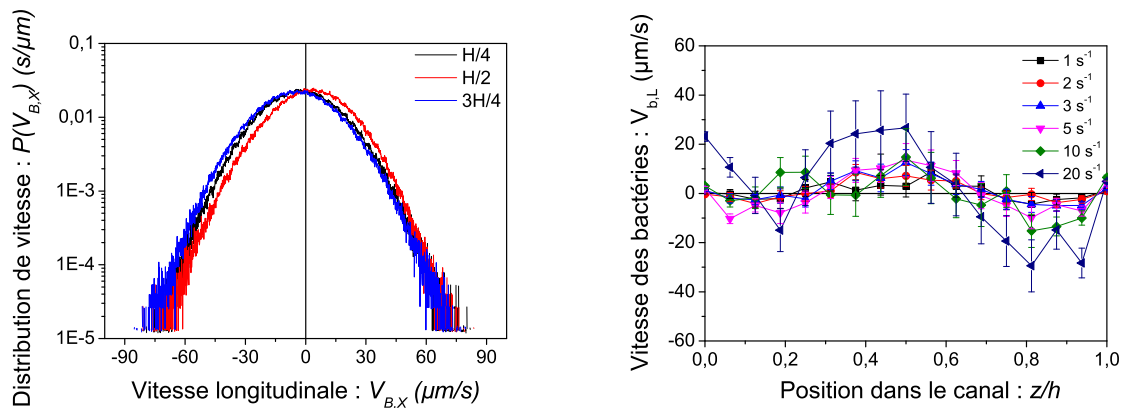 Distribution de vitesse : P(V_B,X) (s/µm)
0,1
0,01
1E-3
1E-4
1E-5
H/4
H/2
3H/4
-90 -60 -30 0 30 60 90
Vitesse longitudinale : V_B,X (µm/s)
Vitesse des bactéries : V_b,L (µm/s)
60
40
20
0
-20
-40
-60
1 s⁻¹
2 s⁻¹
3 s⁻¹
5 s⁻¹
10 s⁻¹
20 s⁻¹
0,0 0,2 0,4 0,6 0,8 1,0
Position dans le canal : z/h